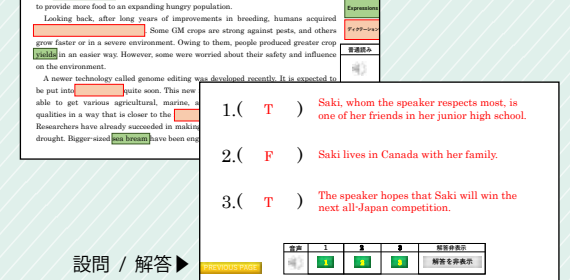 to provide more food to an expanding hungry population.
Looking back, after long years of improvements in breeding, humans acquired
. Some GM crops are strong against pests, and others
grow faster or in a severe environment. Owing to them, people produced greater crop
yields in an easier way. However, some were worried about their safety and influence
on the environment.
A newer technology called genome editing was developed recently. It is expected to
be put into quite soon. This new
able to get various agricultural, marine, a
qualities in a way that is closer to the
Researchers have already succeeded in making
drought. Bigger-sized sea bream have been eng
Expressions
ディクテーション
普通読み
1.( T ) Saki, whom the speaker respects most, is
one of her friends in her junior high school.
2.( F ) Saki lives in Canada with her family.
3.( T ) The speaker hopes that Saki will win the
next all-Japan competition.
音声 1 2 3 解答非表示
1 2 3 解答を非表示
PREVIOUS PAGE
設問 / 解答▶